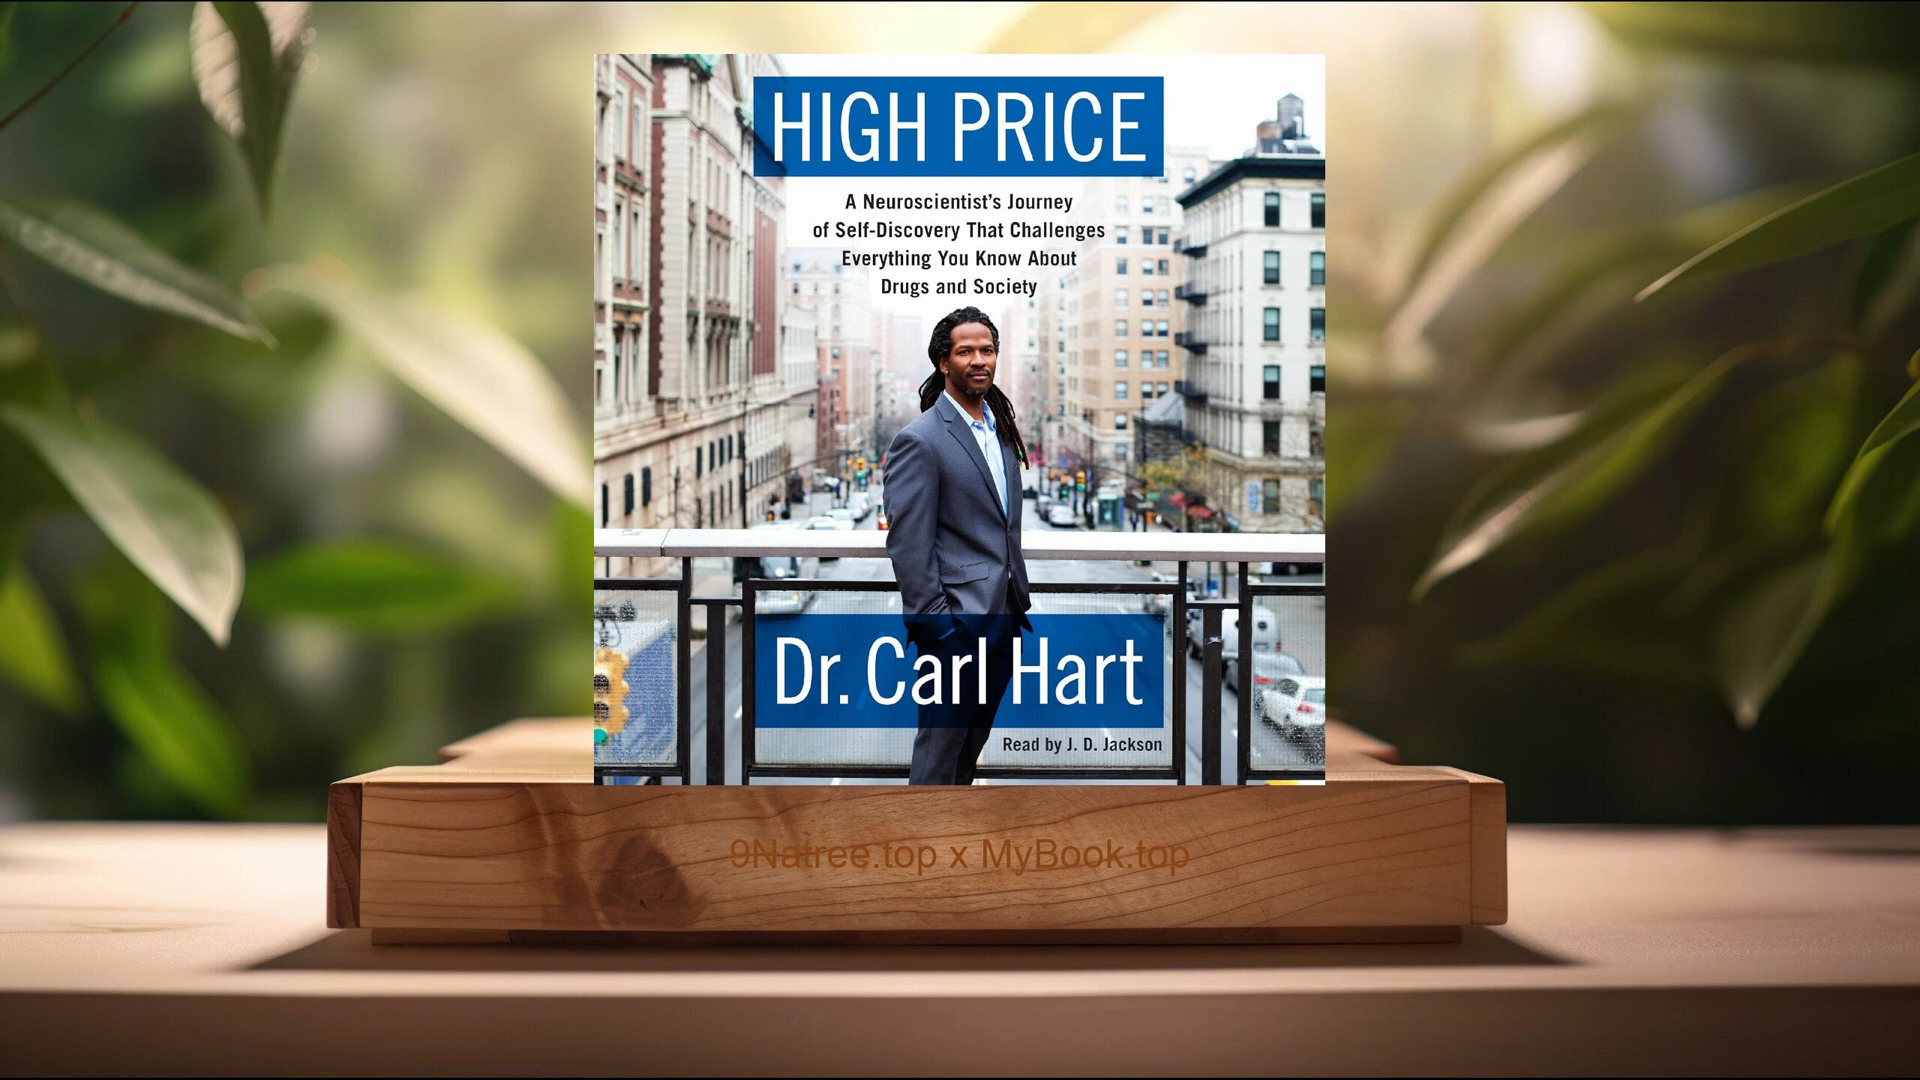 HIGH PRICE
A Neuroscientist's Journey
of Self-Discovery That Challenges
Everything You Know About
Drugs and Society
Dr. Carl Hart
Read by J. D. Jackson
9Natree.top x MyBook.top